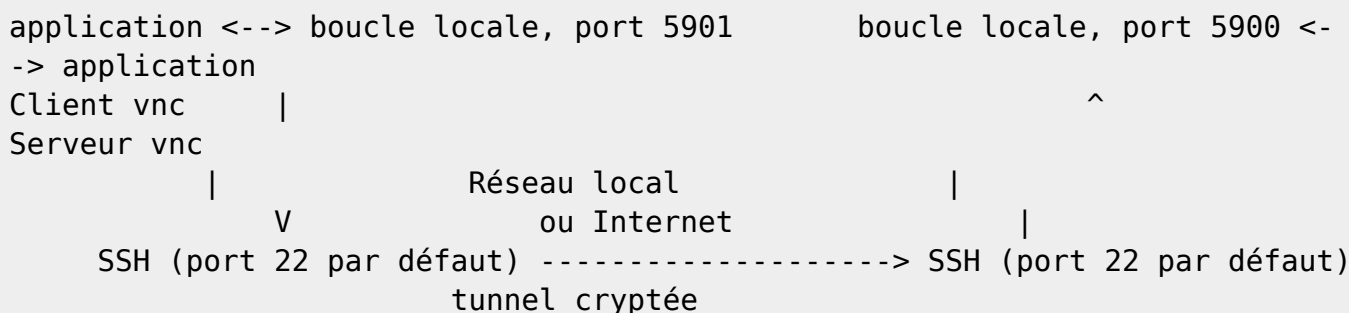 application <--> boucle locale, port 5901        boucle locale, port 5900 <-
-> application
Client vnc     |                                              ^
Serveur vnc
           |              Réseau local               |
               V              ou Internet                 |
     SSH (port 22 par défaut) --------------------> SSH (port 22 par défaut)
                         tunnel cryptée